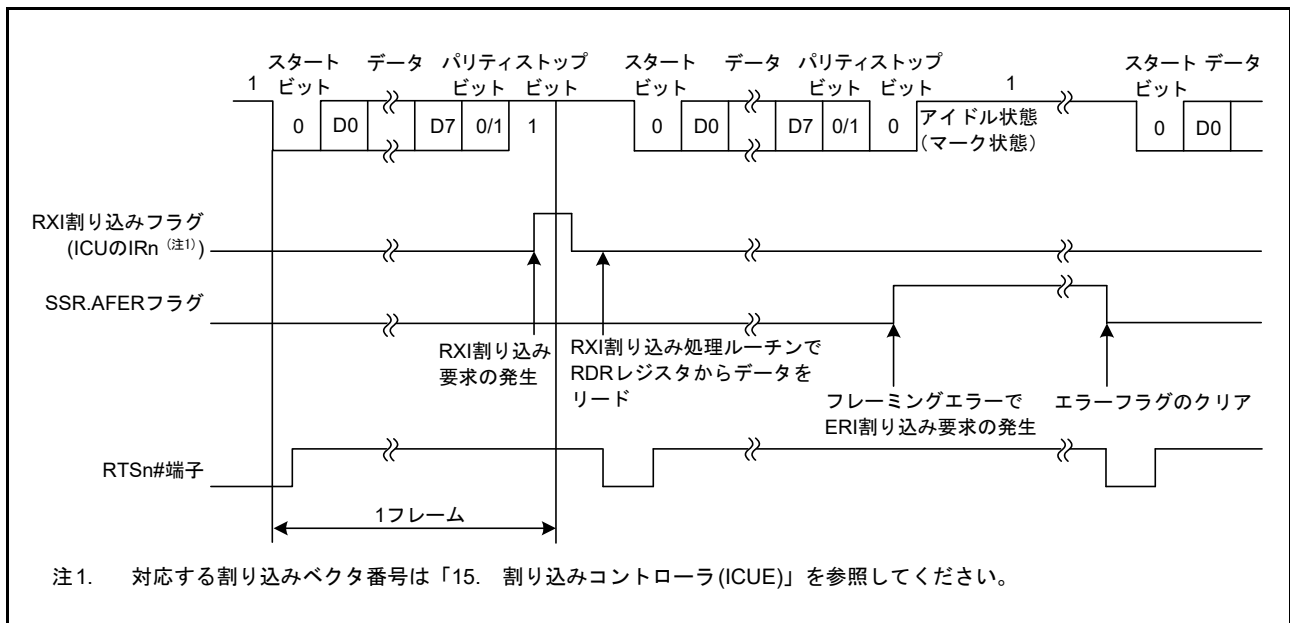 スタート データ パリティストップ スタート データ パリティストップ スタート データ
1 ビット ビット ビット ビット ビット ビット 1 ビット
0 D0 D7 0/1 1 0 D0 D7 0/1 0 アイドル状態 0 D0
(マーク状態)
RXI割り込みフラグ
(ICUのIRn (注1))
SSR.AFERフラグ
RXI割り込み
要求の発生
RXI割り込み処理ルーチンで
RDRレジスタからデータを
リード
フレーミングエラーで
ERI割り込み要求の発生
エラーフラグのクリア
RTSn#端子
1フレーム
注1. 対応する割り込みベクタ番号は「15. 割り込みコントローラ(ICUE)」を参照してください。